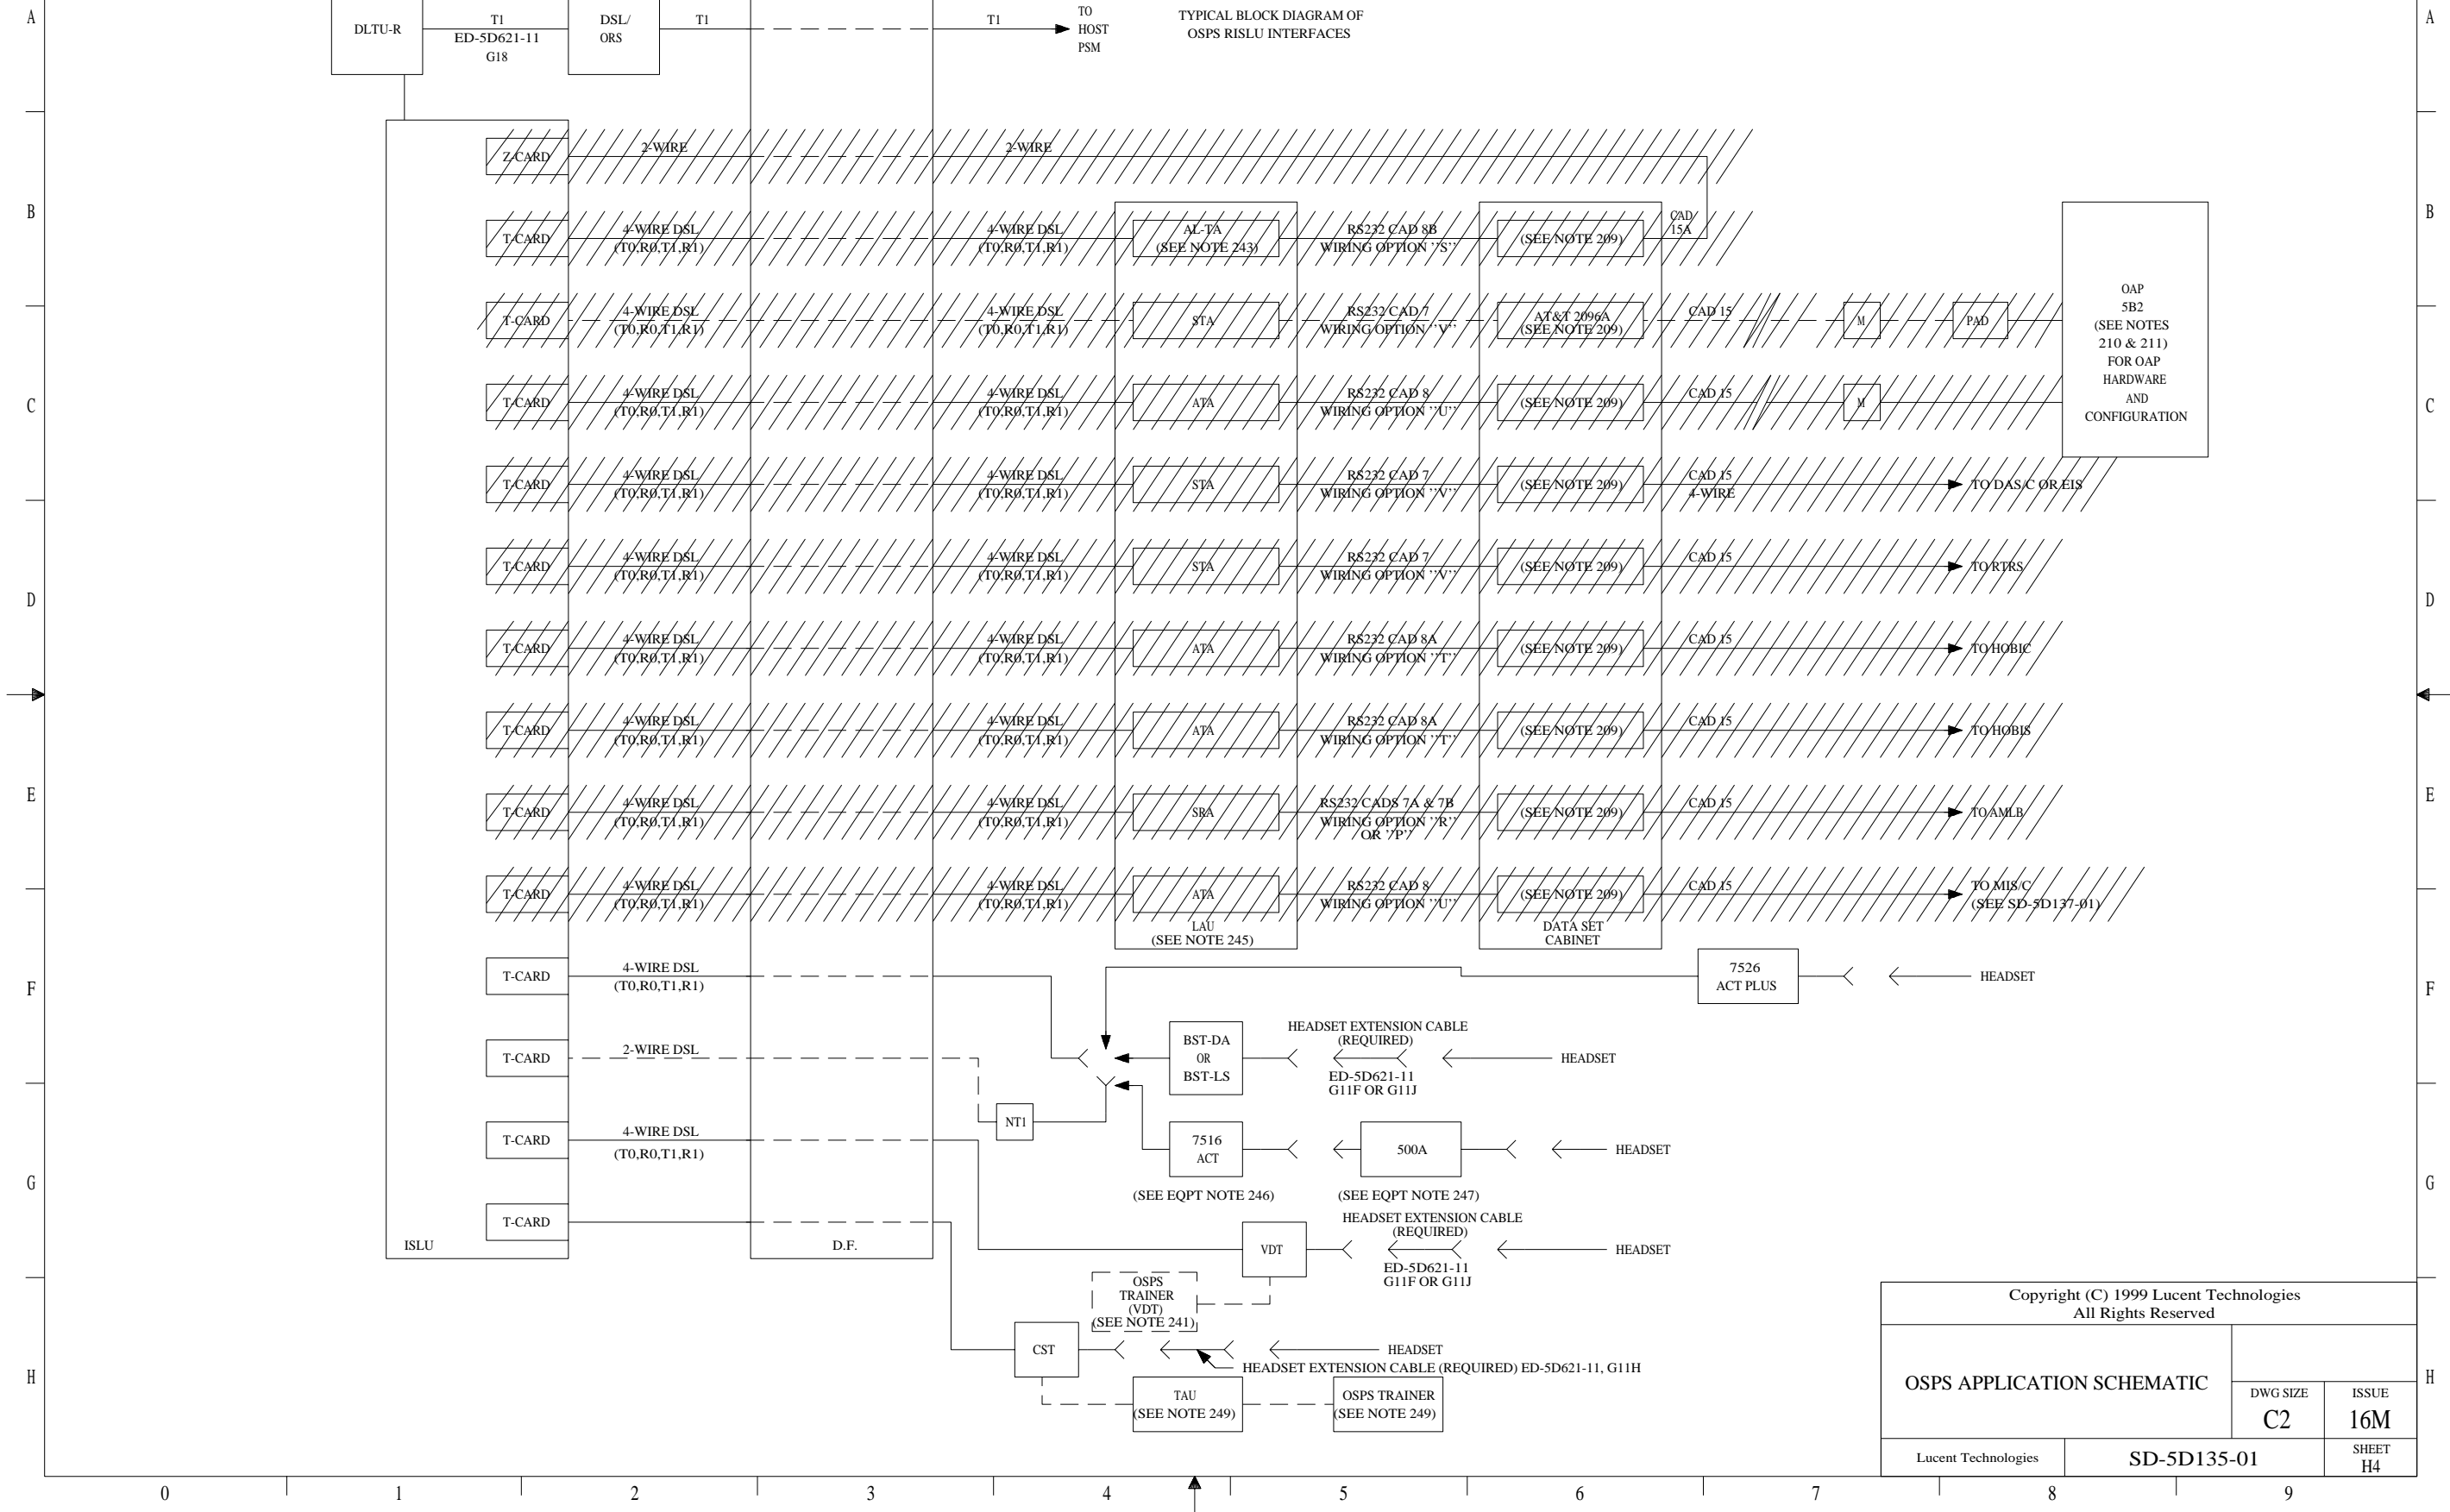 A
DLTU-R
T1
ED-5D621-11
G18
DSL/
ORS
T1
T1
TO
HOST
PSM
TYPICAL BLOCK DIAGRAM OF
OSPS RISLU INTERFACES
A
Z-CARD
2-WIRE
2-WIRE
B
T-CARD
4-WIRE DSL
(T0,R0,T1,R1)
4-WIRE DSL
(T0,R0,T1,R1)
AL-TA
(SEE NOTE 243)
RS232 CAD 8B
WIRING OPTION ''S''
(SEE NOTE 209)
CAD
15A
B
T-CARD
4-WIRE DSL
(T0,R0,T1,R1)
4-WIRE DSL
(T0,R0,T1,R1)
STA
RS232 CAD 7
WIRING OPTION ''V''
AT&T 2096A
(SEE NOTE 209)
CAD 15
M
PAD
OAP
5B2
(SEE NOTES
210 & 211)
FOR OAP
HARDWARE
AND
CONFIGURATION
C
T-CARD
4-WIRE DSL
(T0,R0,T1,R1)
4-WIRE DSL
(T0,R0,T1,R1)
ATA
RS232 CAD 8
WIRING OPTION ''U''
(SEE NOTE 209)
CAD 15
M
C
T-CARD
4-WIRE DSL
(T0,R0,T1,R1)
4-WIRE DSL
(T0,R0,T1,R1)
STA
RS232 CAD 7
WIRING OPTION ''V''
(SEE NOTE 209)
CAD 15
4-WIRE
TO DAS/C OR EIS
T-CARD
4-WIRE DSL
(T0,R0,T1,R1)
4-WIRE DSL
(T0,R0,T1,R1)
STA
RS232 CAD 7
WIRING OPTION ''V''
(SEE NOTE 209)
CAD 15
TO RTRS
D
D
T-CARD
4-WIRE DSL
(T0,R0,T1,R1)
4-WIRE DSL
(T0,R0,T1,R1)
ATA
RS232 CAD 8A
WIRING OPTION ''T''
(SEE NOTE 209)
CAD 15
TO HOBIC
T-CARD
4-WIRE DSL
(T0,R0,T1,R1)
4-WIRE DSL
(T0,R0,T1,R1)
ATA
RS232 CAD 8A
WIRING OPTION ''T''
(SEE NOTE 209)
CAD 15
TO HOBIS
E
T-CARD
4-WIRE DSL
(T0,R0,T1,R1)
4-WIRE DSL
(T0,R0,T1,R1)
SRA
RS232 CADS 7A & 7B
WIRING OPTION ''R''
OR ''P''
(SEE NOTE 209)
CAD 15
TO AMLB
E
T-CARD
4-WIRE DSL
(T0,R0,T1,R1)
4-WIRE DSL
(T0,R0,T1,R1)
ATA
LAU
(SEE NOTE 245)
RS232 CAD 8
WIRING OPTION ''U''
(SEE NOTE 209)
DATA SET
CABINET
CAD 15
TO MIS/C
(SEE SD-5D137-01)
F
T-CARD
4-WIRE DSL
(T0,R0,T1,R1)
7526
ACT PLUS
HEADSET
F
T-CARD
2-WIRE DSL
BST-DA
OR
BST-LS
HEADSET EXTENSION CABLE
(REQUIRED)
ED-5D621-11
G11F OR G11J
HEADSET
NT1
T-CARD
4-WIRE DSL
(T0,R0,T1,R1)
7516
ACT
500A
HEADSET
(SEE EQPT NOTE 246)
(SEE EQPT NOTE 247)
G
G
T-CARD
ISLU
D.F.
VDT
HEADSET EXTENSION CABLE
(REQUIRED)
ED-5D621-11
G11F OR G11J
HEADSET
OSPS
TRAINER
(VDT)
(SEE NOTE 241)
CST
HEADSET
HEADSET EXTENSION CABLE (REQUIRED) ED-5D621-11, G11H
H
TAU
(SEE NOTE 249)
OSPS TRAINER
(SEE NOTE 249)
H
Copyright (C) 1999 Lucent Technologies
All Rights Reserved
OSPS APPLICATION SCHEMATIC
DWG SIZE
C2
ISSUE
16M
Lucent Technologies
SD-5D135-01
SHEET
H4
0 1 2 3 4 5 6 7 8 9